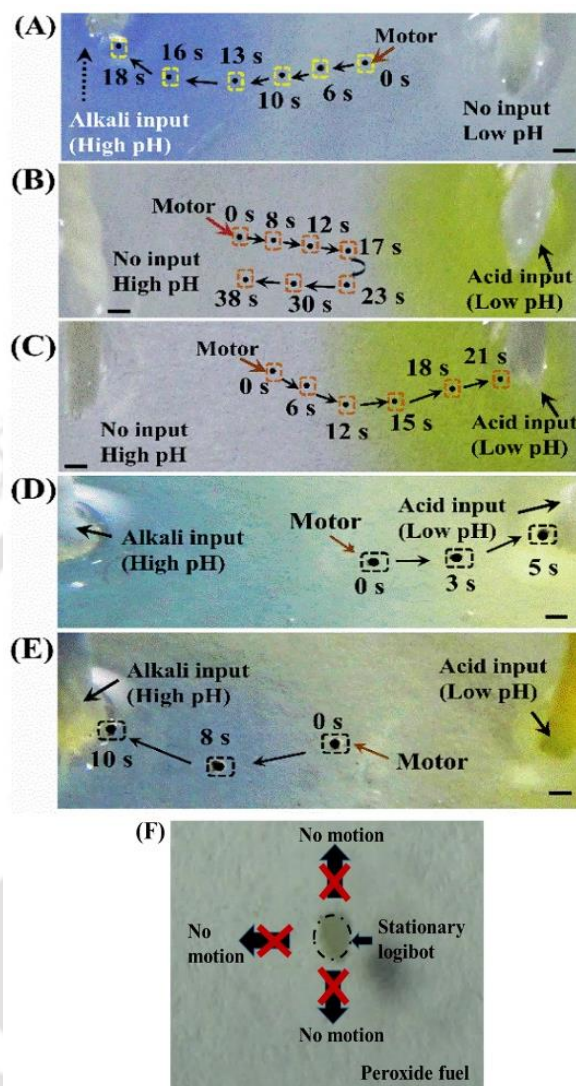 (A)
16 s
13 s
Motor
18 s
10 s
6 s
0 s
Alkali input
(High pH)
No input
Low pH
(B)
Motor
0 s
8 s
12 s
17 s
No input
High pH
38 s
30 s
23 s
Acid input
(Low pH)
(C)
Motor
18 s
21 s
0 s
6 s
12 s
15 s
No input
High pH
Acid input
(Low pH)
(D)
Alkali input
(High pH)
Motor
Acid input
(Low pH)
0 s
3 s
5 s
(E)
Alkali input
(High pH)
Acid input
(Low pH)
0 s
8 s
10 s
Motor
(F)
No motion
No
motion
Stationary
logibot
No motion
Peroxide fuel